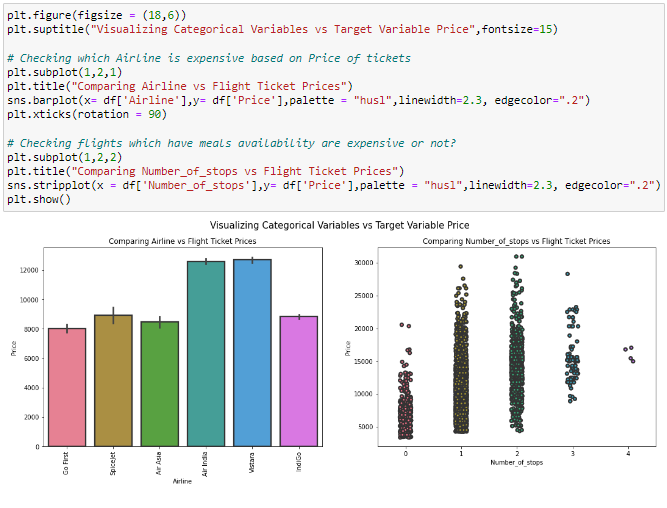 plt.figure(figsize = (18,6))
plt.suptitle("Visualizing Categorical Variables vs Target Variable Price",fontsize=15)
# Checking which Airline is expensive based on Price of tickets
plt.subplot(1,2,1)
plt.title("Comparing Airline vs Flight Ticket Prices")
sns.barplot(x= df['Airline'],y= df['Price'],palette = "husl",linewidth=2.3, edgecolor=".2")
plt.xticks(rotation = 90)
# Checking flights which have meals availability are expensive or not?
plt.subplot(1,2,2)
plt.title("Comparing Number_of_stops vs Flight Ticket Prices")
sns.stripplot(x = df['Number_of_stops'],y= df['Price'],palette = "husl",linewidth=2.3, edgecolor=".2")
plt.show()
Visualizing Categorical Variables vs Target Variable Price
Comparing Airline vs Flight Ticket Prices
12000
10000
8000
6000
4000
2000
0
Price
Go First
SpiceJet
Air Asia
Air India
Vistara
IndiGo
Airline
Comparing Number_of_stops vs Flight Ticket Prices
30000
25000
20000
15000
10000
5000
Price
0 1 2 3 4
Number_of_stops